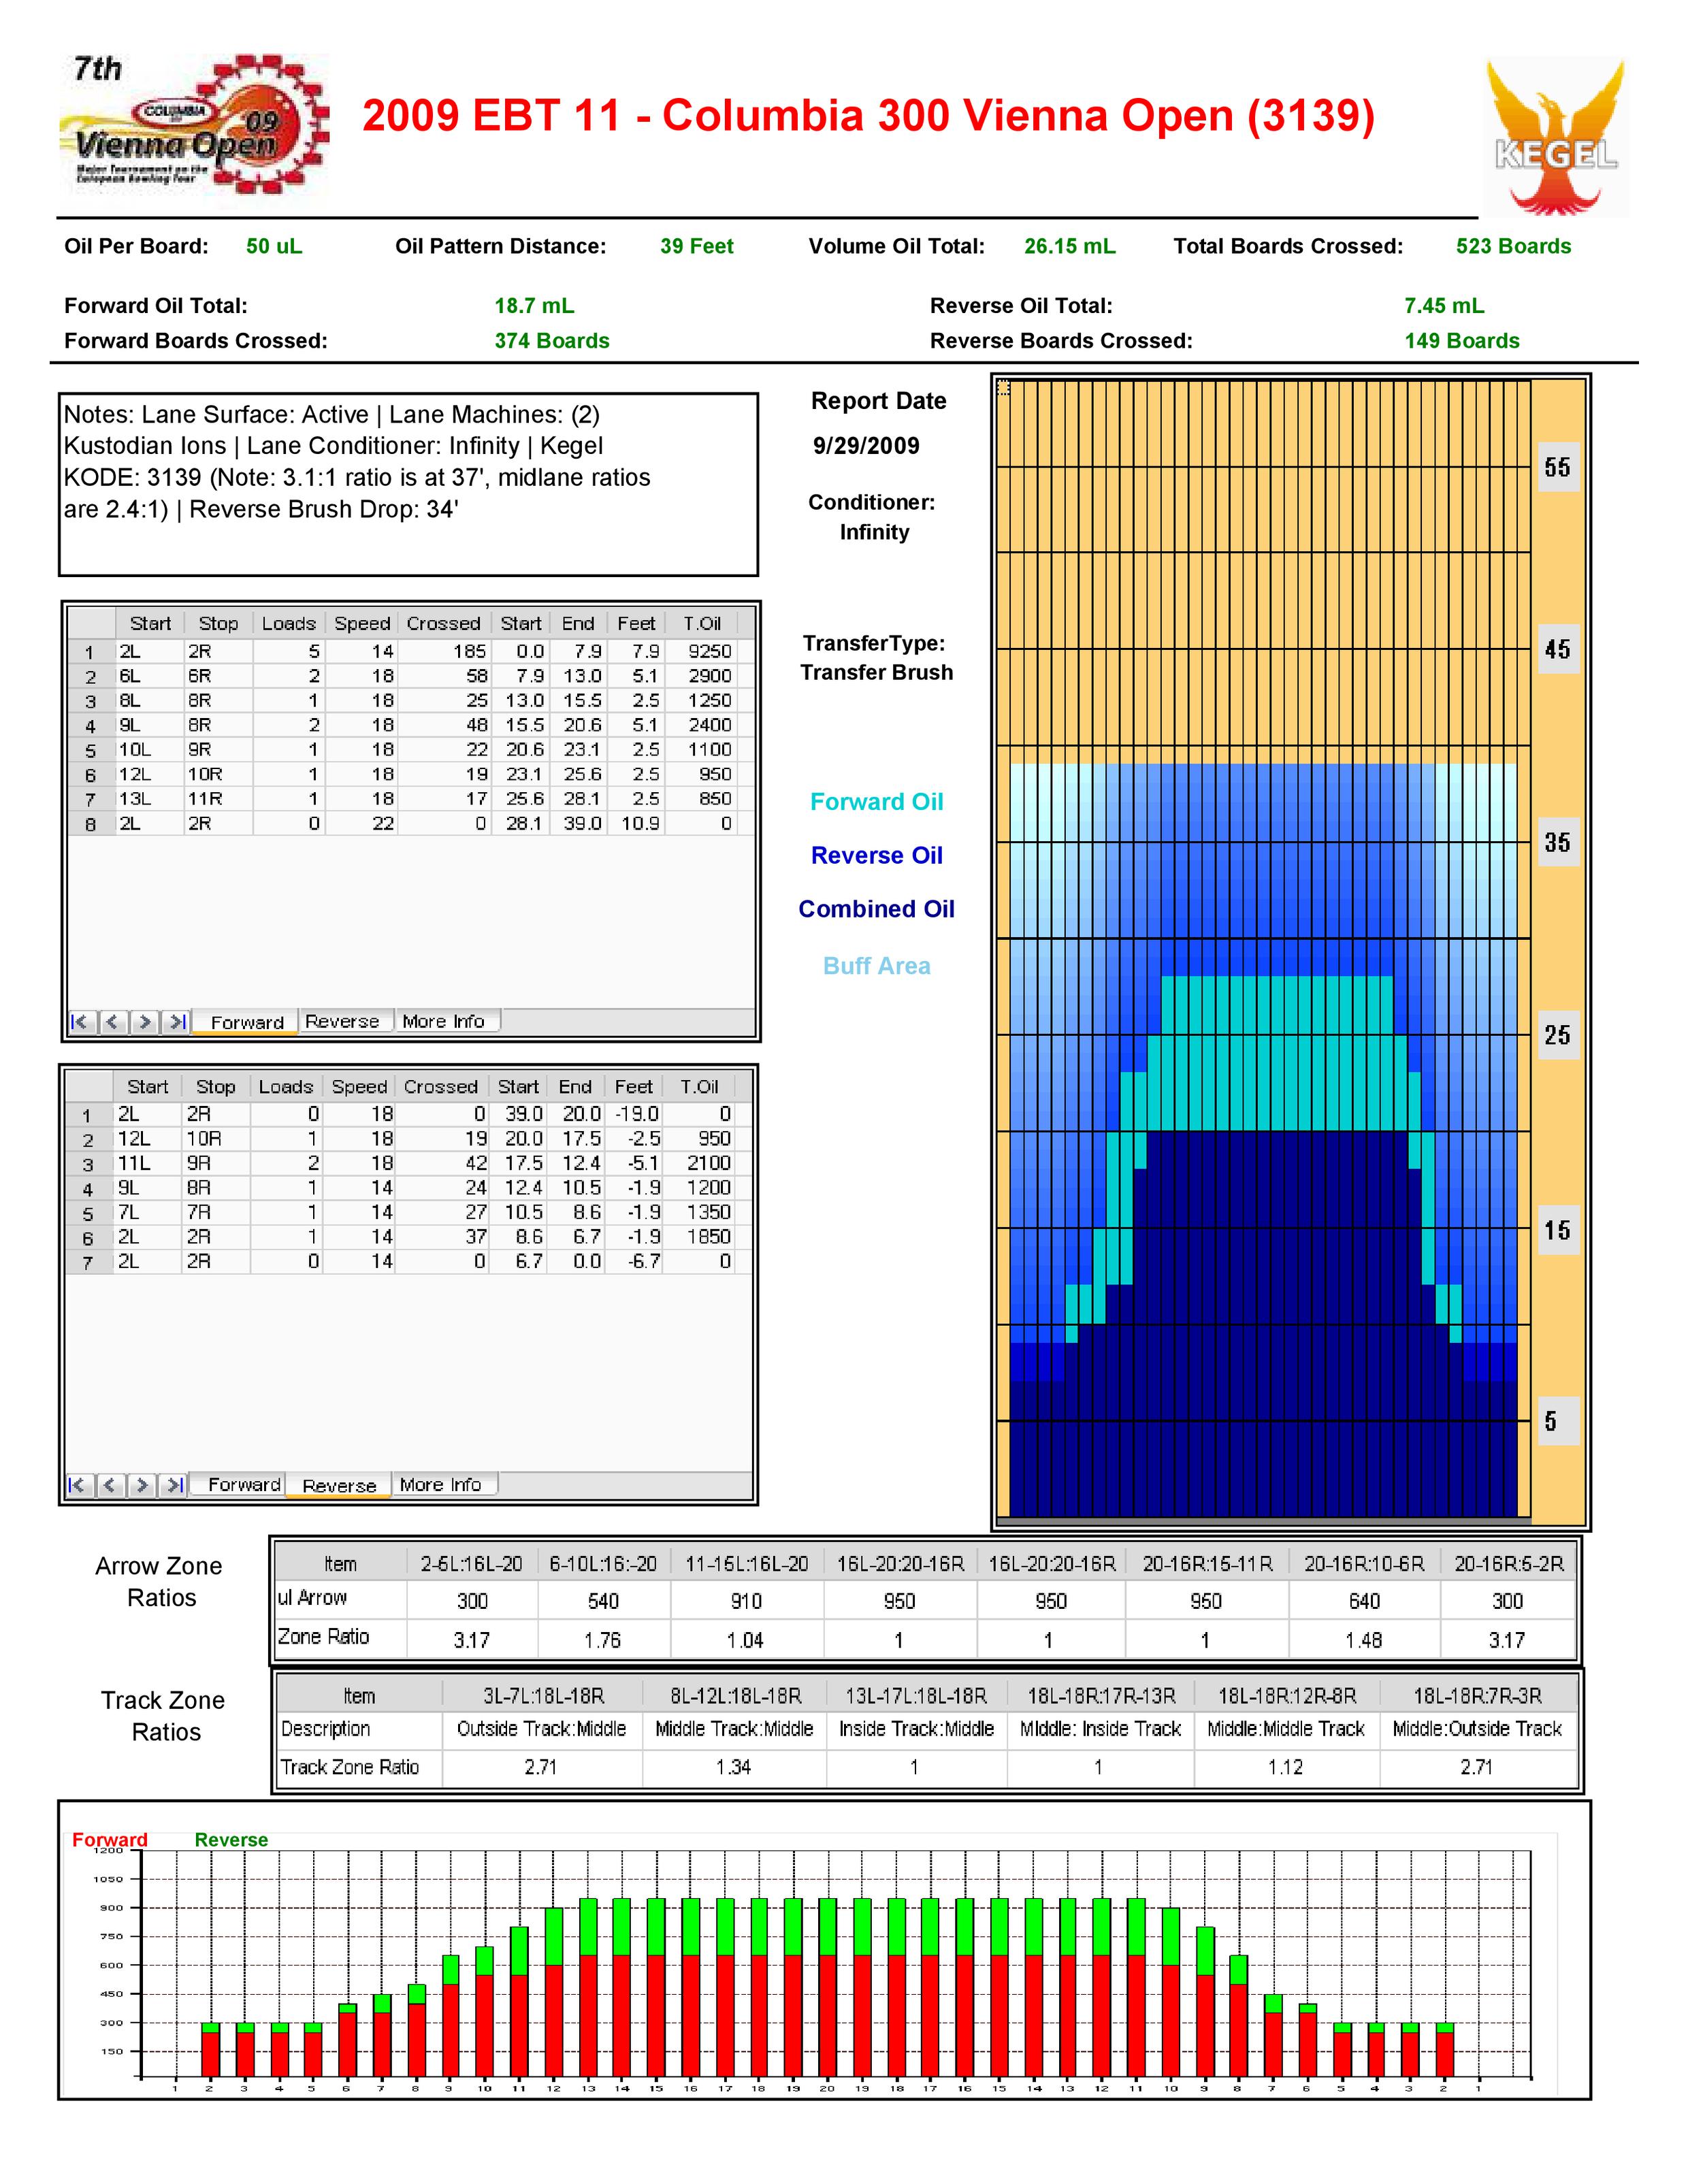 7th
COLUMBIA
300
Vienna Open '09
Major Tournament on the
European Bowling Tour
2009 EBT 11 - Columbia 300 Vienna Open (3139)
KEGEL
Oil Per Board: 50 uL Oil Pattern Distance: 39 Feet Volume Oil Total: 26.15 mL Total Boards Crossed: 523 Boards
Forward Oil Total: 18.7 mL Reverse Oil Total: 7.45 mL
Forward Boards Crossed: 374 Boards Reverse Boards Crossed: 149 Boards
Notes: Lane Surface: Active | Lane Machines: (2)
Kustodian Ions | Lane Conditioner: Infinity | Kegel
KODE: 3139 (Note: 3.1:1 ratio is at 37', midlane ratios
are 2.4:1) | Reverse Brush Drop: 34'
Start Stop Loads Speed Crossed Start End Feet T.Oil
1 2L 2R 5 14 185 0.0 7.9 7.9 9250
2 6L 6R 2 18 58 7.9 13.0 5.1 2900
3 8L 8R 1 18 25 13.0 15.5 2.5 1250
4 9L 8R 2 18 48 15.5 20.6 5.1 2400
5 10L 9R 1 18 22 20.6 23.1 2.5 1100
6 12L 10R 1 18 19 23.1 25.6 2.5 950
7 13L 11R 1 18 17 25.6 28.1 2.5 850
8 2L 2R 0 22 0 28.1 39.0 10.9 0
Forward Reverse More Info
Start Stop Loads Speed Crossed Start End Feet T.Oil
1 2L 2R 0 18 0 39.0 20.0 -19.0 0
2 12L 10R 1 18 19 20.0 17.5 -2.5 950
3 11L 9R 2 18 42 17.5 12.4 -5.1 2100
4 9L 8R 1 14 24 12.4 10.5 -1.9 1200
5 7L 7R 1 14 27 10.5 8.6 -1.9 1350
6 2L 2R 1 14 37 8.6 6.7 -1.9 1850
7 2L 2R 0 14 0 6.7 0.0 -6.7 0
Forward Reverse More Info
Report Date
9/29/2009
Conditioner:
Infinity
TransferType:
Transfer Brush
Forward Oil
Reverse Oil
Combined Oil
Buff Area
55
45
35
25
15
5
Arrow Zone
Ratios
Item 2-5L:16L-20 6-10L:16:-20 11-15L:16L-20 16L-20:20-16R 16L-20:20-16R 20-16R:15-11R 20-16R:10-6R 20-16R:5-2R
ul Arrow 300 540 910 950 950 950 640 300
Zone Ratio 3.17 1.76 1.04 1 1 1 1.48 3.17
Track Zone
Ratios
Item 3L-7L:18L-18R 8L-12L:18L-18R 13L-17L:18L-18R 18L-18R:17R-13R 18L-18R:12R-8R 18L-18R:7R-3R
Description Outside Track:Middle Middle Track:Middle Inside Track:Middle MIddle: Inside Track Middle:Middle Track Middle:Outside Track
Track Zone Ratio 2.71 1.34 1 1 1.12 2.71
Forward Reverse
1200
1050
900
750
600
450
300
150
1 2 3 4 5 6 7 8 9 10 11 12 13 14 15 16 17 18 19 20 19 18 17 16 15 14 13 12 11 10 9 8 7 6 5 4 3 2 1